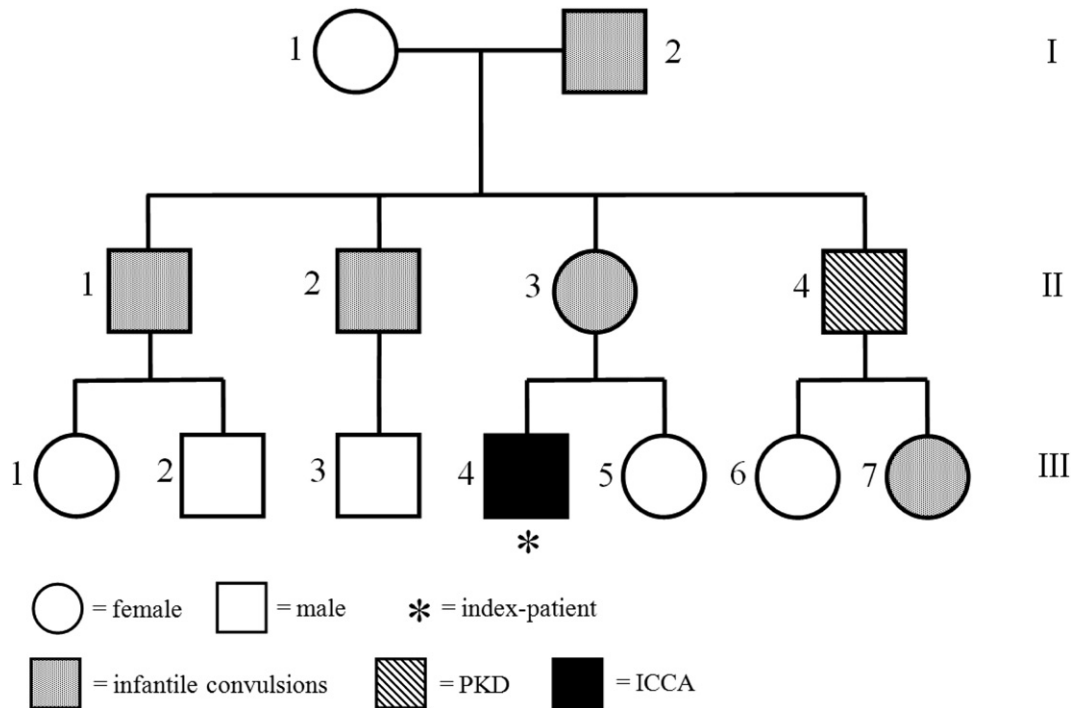 1 2 I
1 2 3 4 II
1 2 3 4 5 6 7 III
*
= female = male * = index-patient
= infantile convulsions = PKD = ICCA